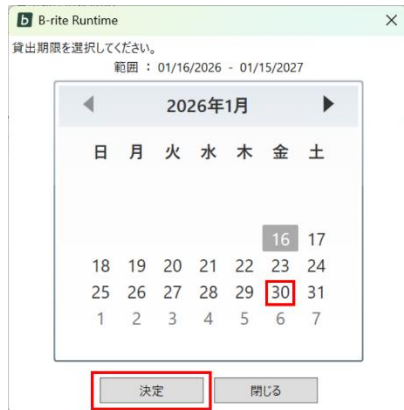 B-rite Runtime
貸出期限を選択してください。
範囲 : 01/16/2026 - 01/15/2027
2026年1月
日 月 火 水 木 金 土
16 17
18 19 20 21 22 23 24
25 26 27 28 29 30 31
1 2 3 4 5 6 7
決定 閉じる